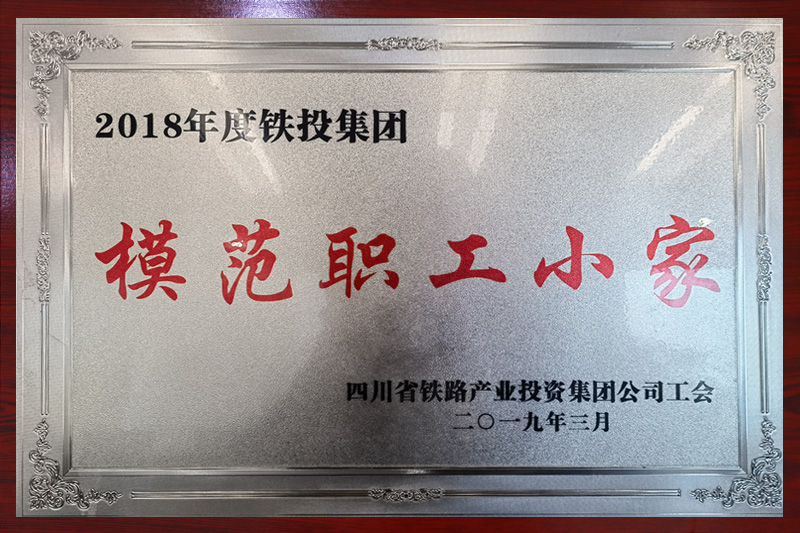 2018年度铁投集团
模范职工小家
四川省铁路产业投资集团公司工会
二〇一九年三月